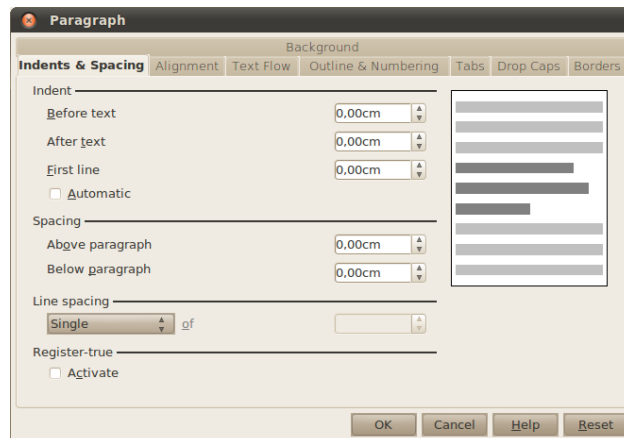 Paragraph
Background
Indents & Spacing Alignment Text Flow Outline & Numbering Tabs Drop Caps Borders
Indent
Before text 0,00cm
After text 0,00cm
First line 0,00cm
Automatic
Spacing
Above paragraph 0,00cm
Below paragraph 0,00cm
Line spacing
Single of
Register-true
Activate
OK Cancel Help Reset